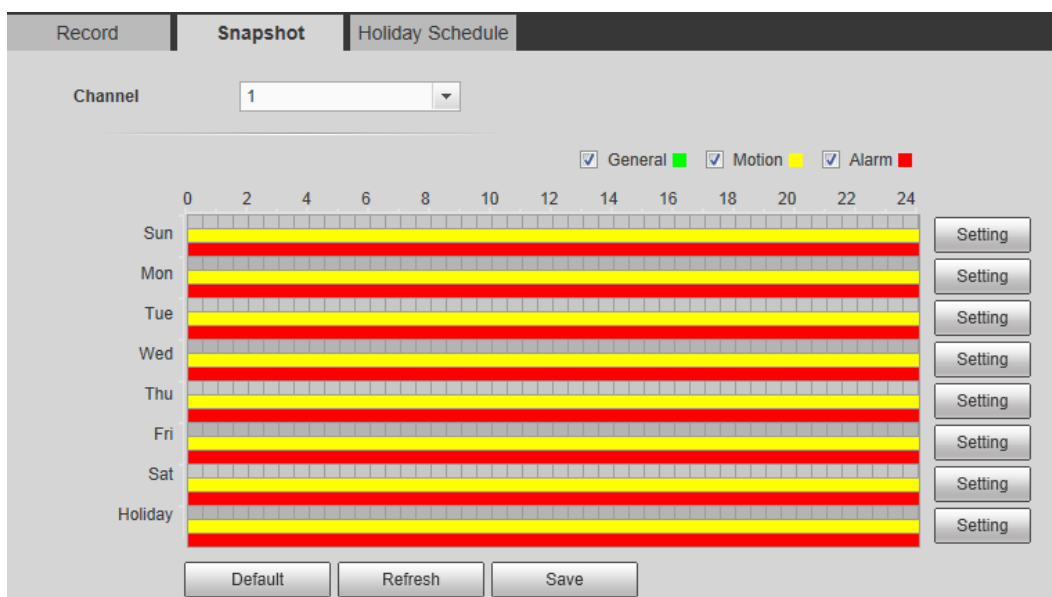 Record Snapshot Holiday Schedule
Channel 1
General Motion Alarm
0 2 4 6 8 10 12 14 16 18 20 22 24
Sun Setting
Mon Setting
Tue Setting
Wed Setting
Thu Setting
Fri Setting
Sat Setting
Holiday Setting
Default Refresh Save